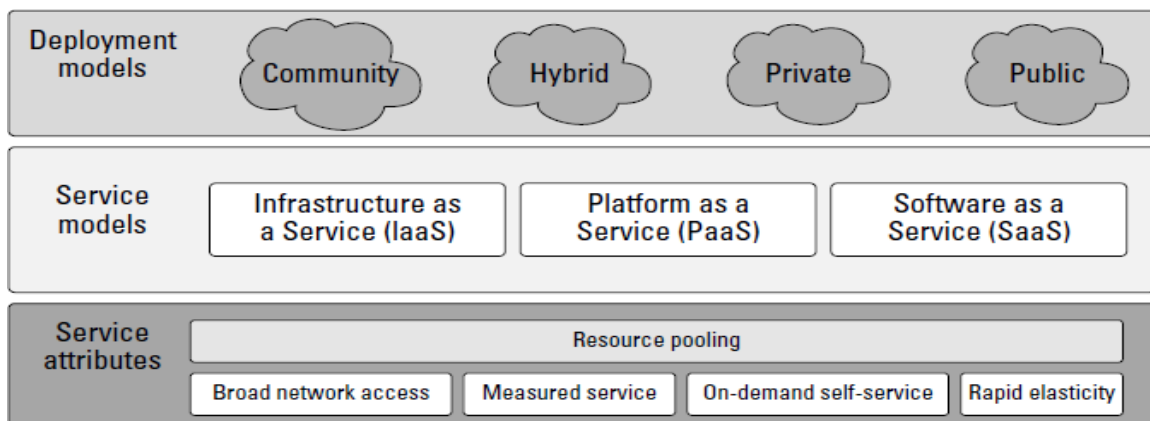 Deployment
models
Community
Hybrid
Private
Public
Service
models
Infrastructure as
a Service (IaaS)
Platform as a
Service (PaaS)
Software as a
Service (SaaS)
Service
attributes
Resource pooling
Broad network access
Measured service
On-demand self-service
Rapid elasticity